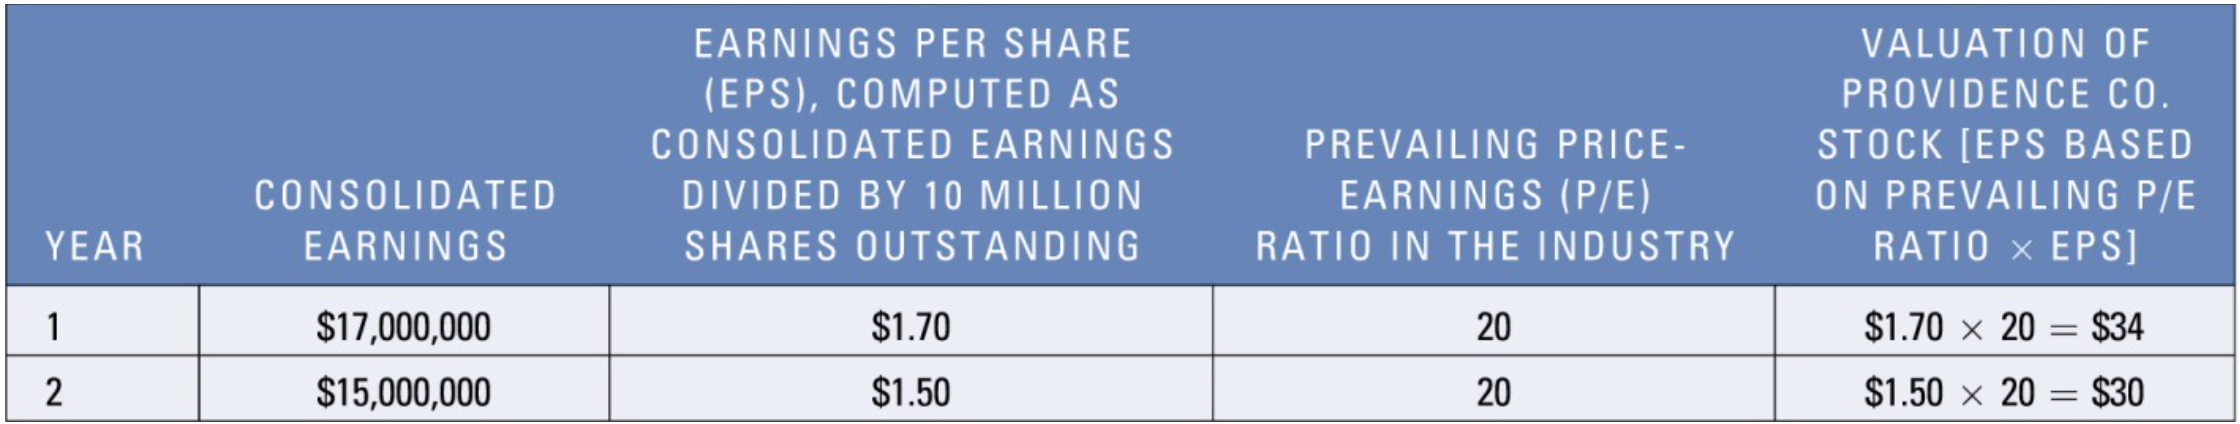 YEAR
CONSOLIDATED
EARNINGS
EARNINGS PER SHARE
(EPS), COMPUTED AS
CONSOLIDATED EARNINGS
DIVIDED BY 10 MILLION
SHARES OUTSTANDING
PREVAILING PRICE-
EARNINGS (P/E)
RATIO IN THE INDUSTRY
VALUATION OF
PROVIDENCE CO.
STOCK [EPS BASED
ON PREVAILING P/E
RATIO × EPS]
1 $17,000,000 $1.70 20 $1.70 × 20 = $34
2 $15,000,000 $1.50 20 $1.50 × 20 = $30